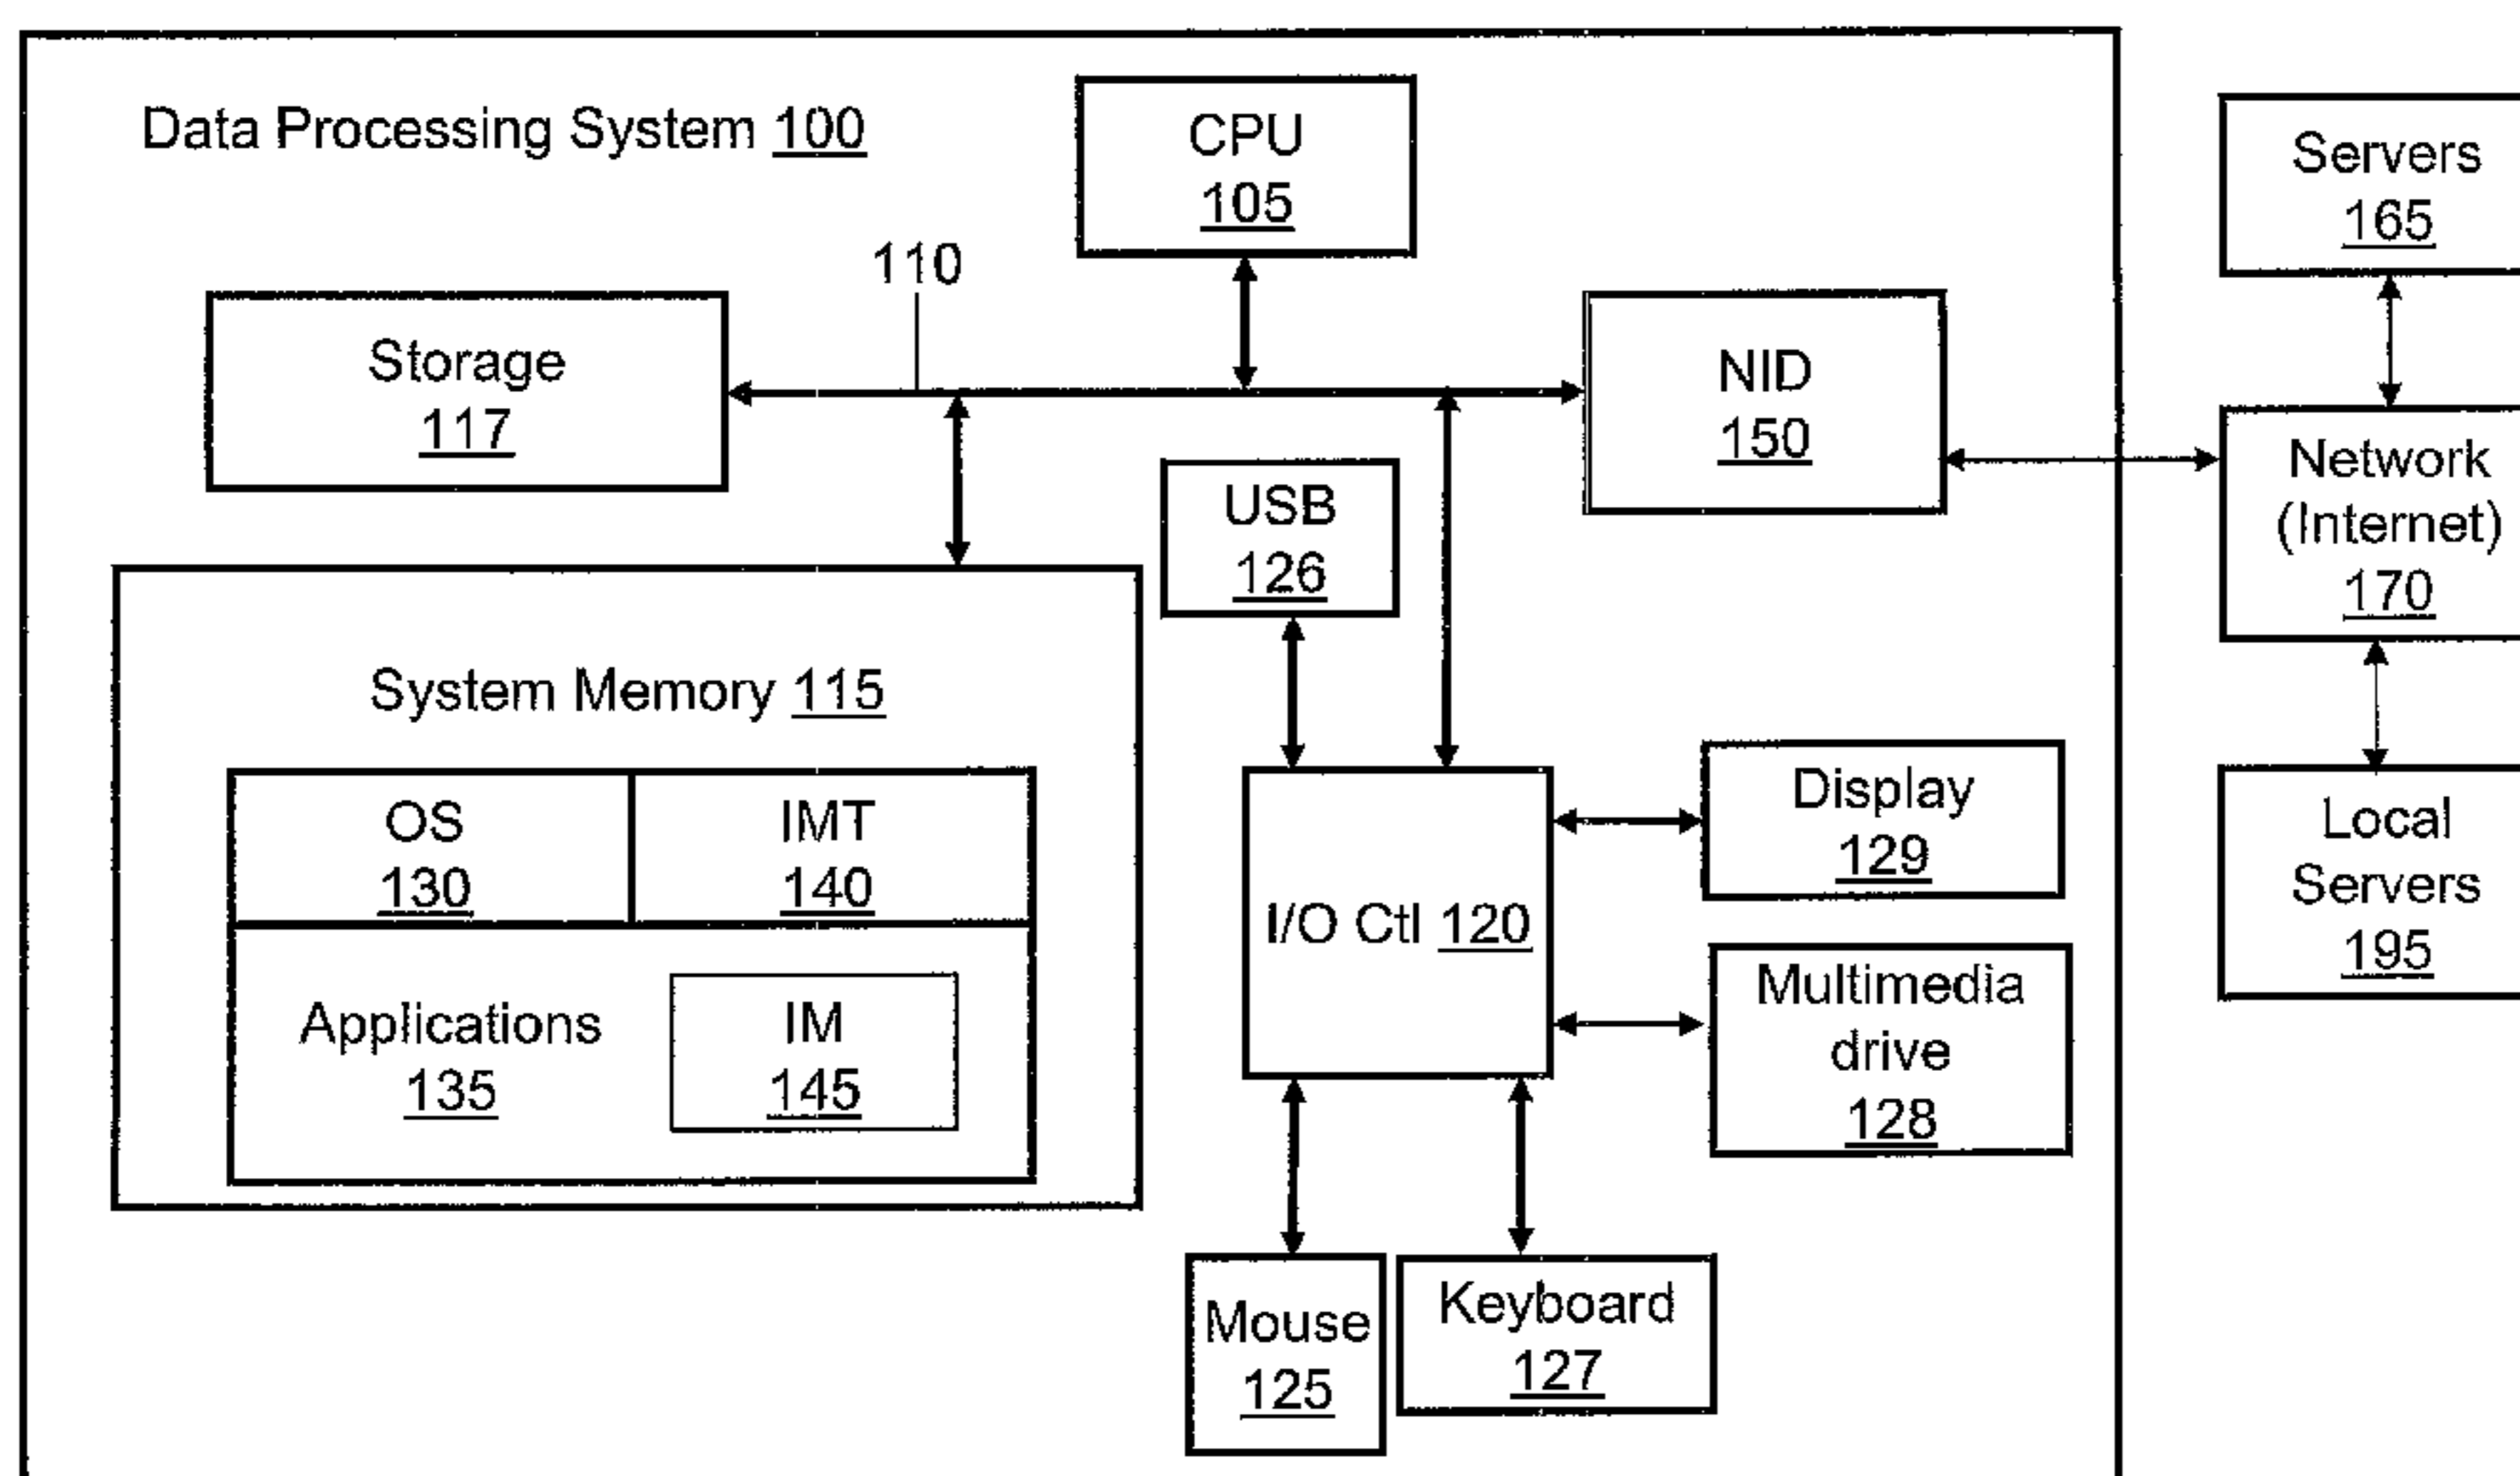 Data Processing System 100
CPU
105
Servers
165
110
Storage
117
NID
150
Network
(Internet)
170
USB
126
System Memory 115
OS
130
IMT
140
Applications
135
IM
145
I/O Ctl 120
Display
129
Multimedia
drive
128
Local
Servers
195
Mouse
125
Keyboard
127